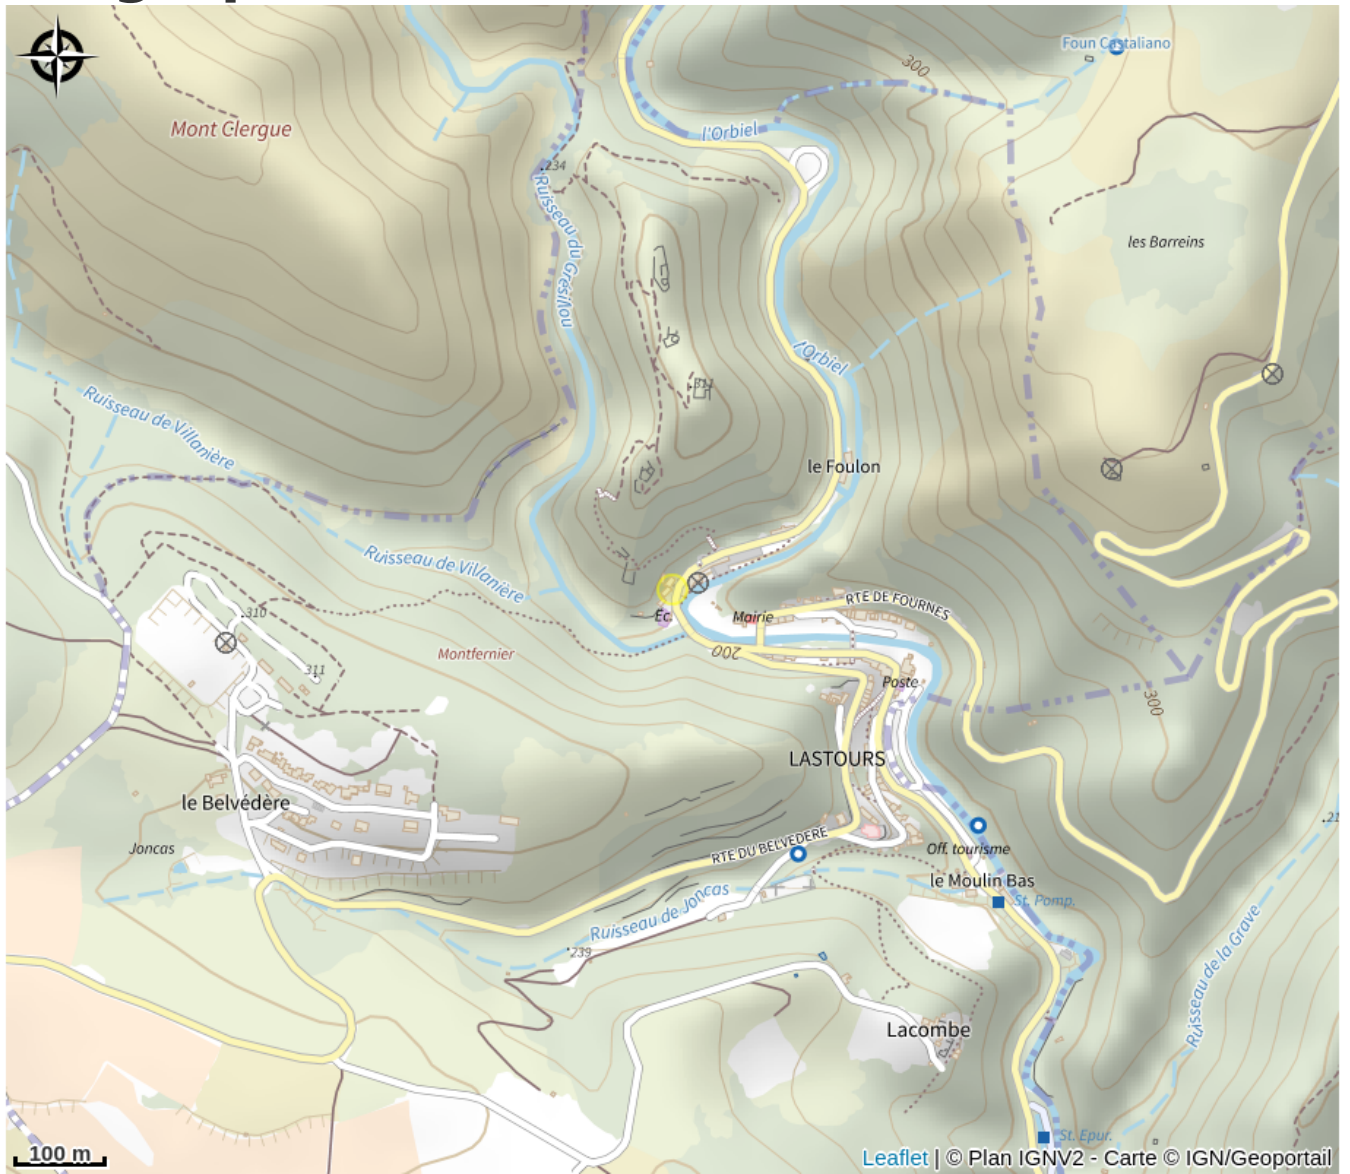 Foun Castaliano
300
Mont Clergue
l'Orbiel
.234
Ruisseau du Grésillou
les Barreins
l'Orbiel
311
Ruisseau de Villanière
le Foulon
Ruisseau de Villanière
RTE DE FOURNES
.310
Ec.
Mairie
Montfernier
200
311
Poste
300
LASTOURS
le Belvédère
.21
RTE DU BELVEDERE
Joncas
Off. tourisme
le Moulin Bas
St. Pomp.
Ruisseau de Joncas
Ruisseau de la Grave
.239
Lacombe
St. Epur.
100 m
Leaflet | © Plan IGNV2 - Carte © IGN/Geoportail